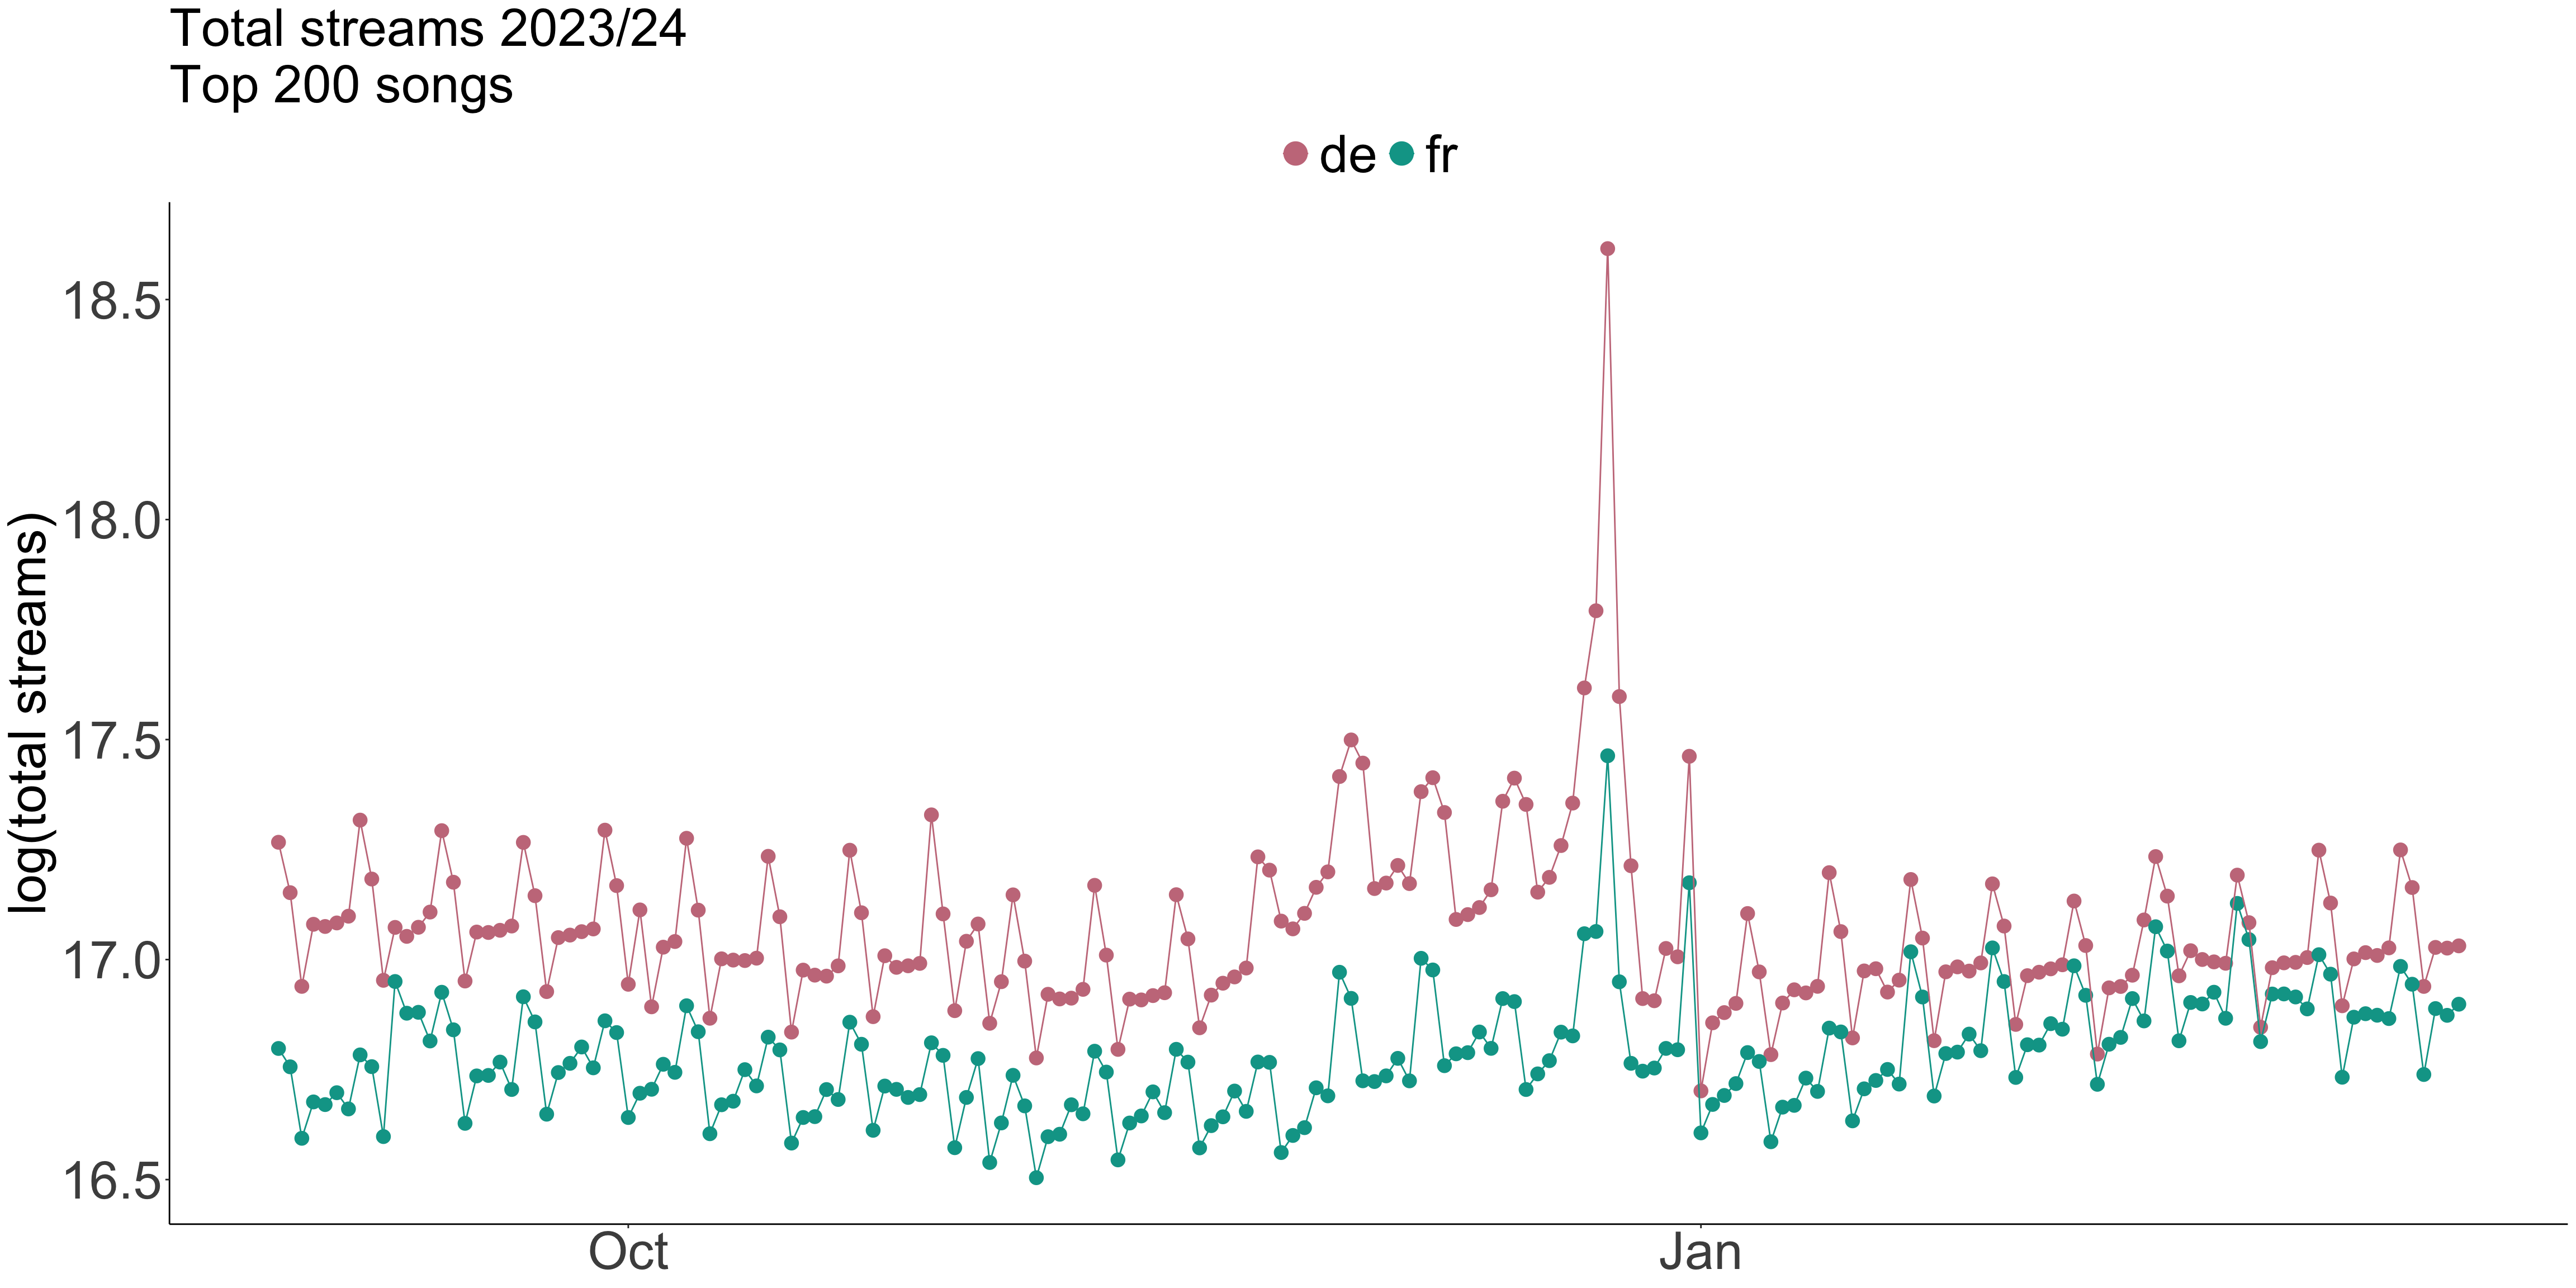 Total streams 2023/24
Top 200 songs
de fr
log(total streams)
18.5
18.0
17.5
17.0
16.5
Oct Jan